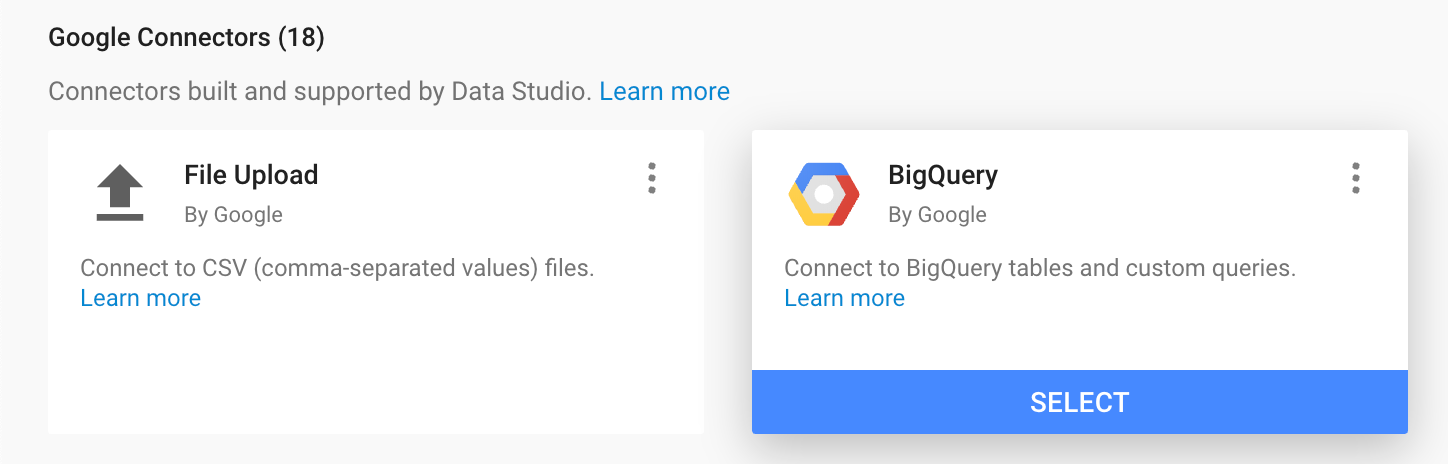 Google Connectors (18)
Connectors built and supported by Data Studio. Learn more
File Upload
By Google
Connect to CSV (comma-separated values) files.
Learn more
BigQuery
By Google
Connect to BigQuery tables and custom queries.
Learn more
SELECT